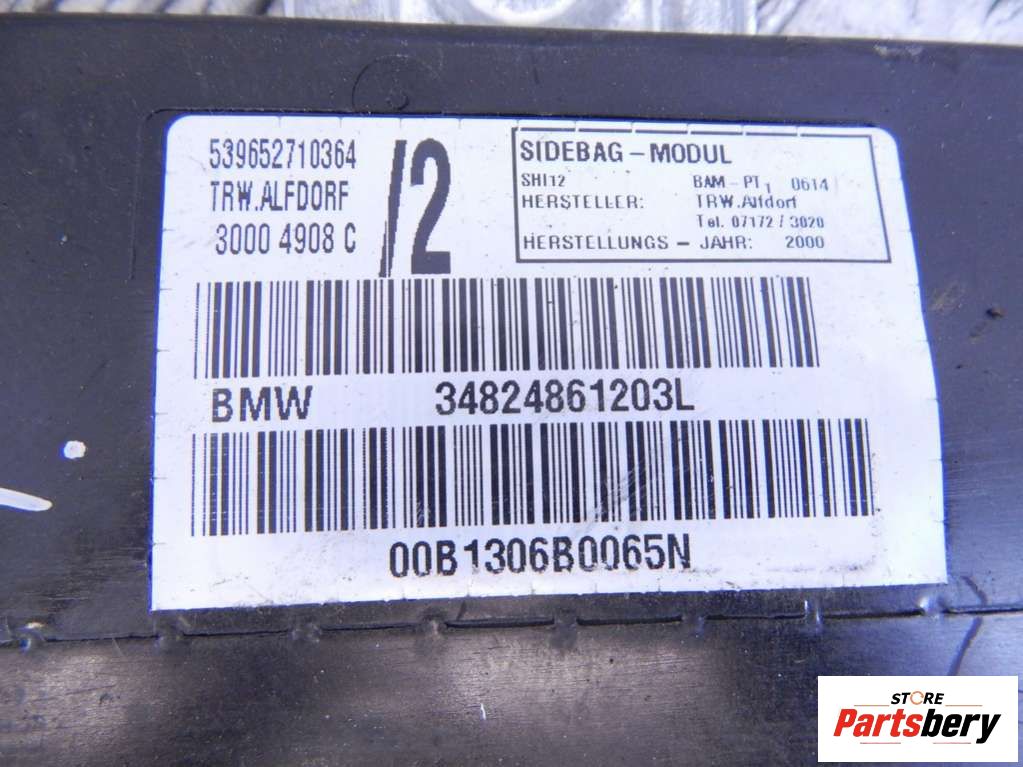 539652710364
TRW.ALFDORF
3000 4908 C
/2
SIDEBAG-MODUL
SHI12 BAM-PT1 0614
HERSTELLER: TRW.Alfdorf
Tel. 07172/3020
HERSTELLUNGS - JAHR: 2000
BMW 34824861203L
00B1306B0065N
STORE
Partsbery